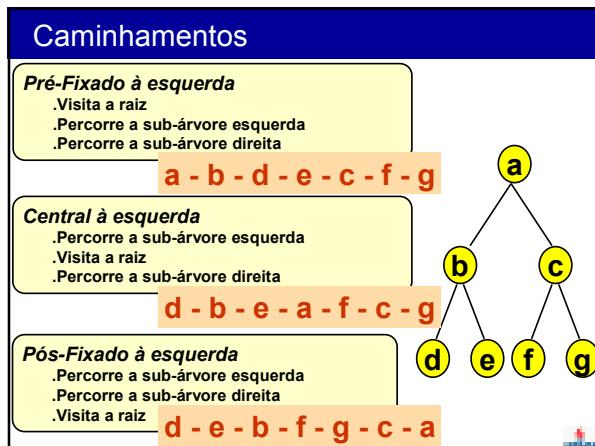 Caminhamentos
Pré-Fixado à esquerda
.Visita a raiz
.Percorre a sub-árvore esquerda
.Percorre a sub-árvore direita
a - b - d - e - c - f - g
Central à esquerda
.Percorre a sub-árvore esquerda
.Visita a raiz
.Percorre a sub-árvore direita
d - b - e - a - f - c - g
Pós-Fixado à esquerda
.Percorre a sub-árvore esquerda
.Percorre a sub-árvore direita
.Visita a raiz
d - e - b - f - g - c - a
a
b c
d e f g